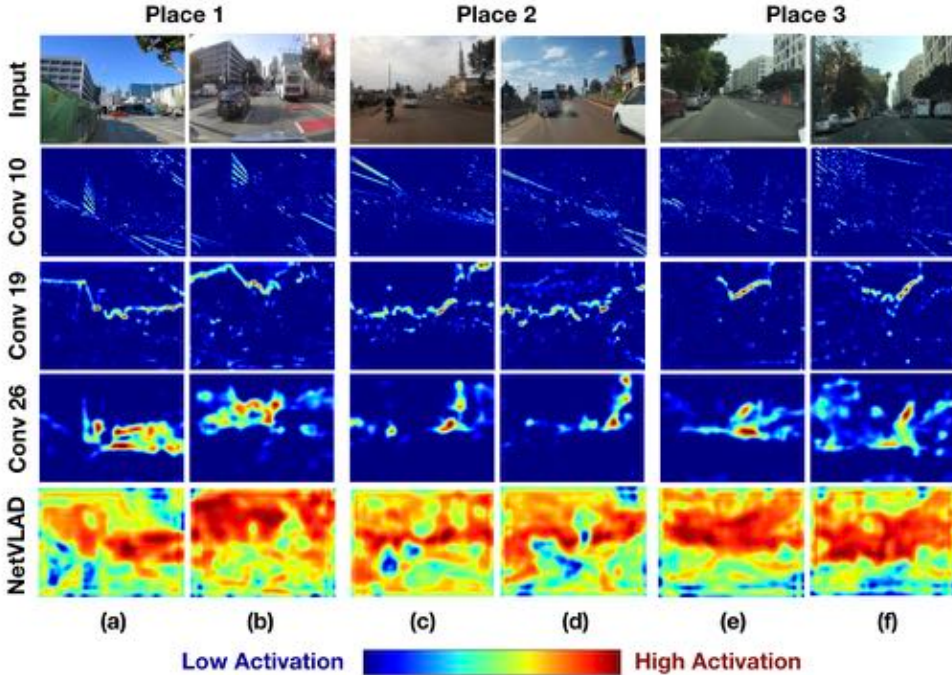 Place 1 Place 2 Place 3
Input
Conv 10
Conv 19
Conv 26
NetVLAD
(a) (b) (c) (d) (e) (f)
Low Activation High Activation